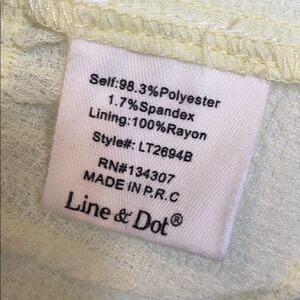 Self:98.3%Polyester
1.7%Spandex
Lining:100%Rayon
Style#: LT2694B
RN#134307
MADE IN P.R.C
Line & Dot®